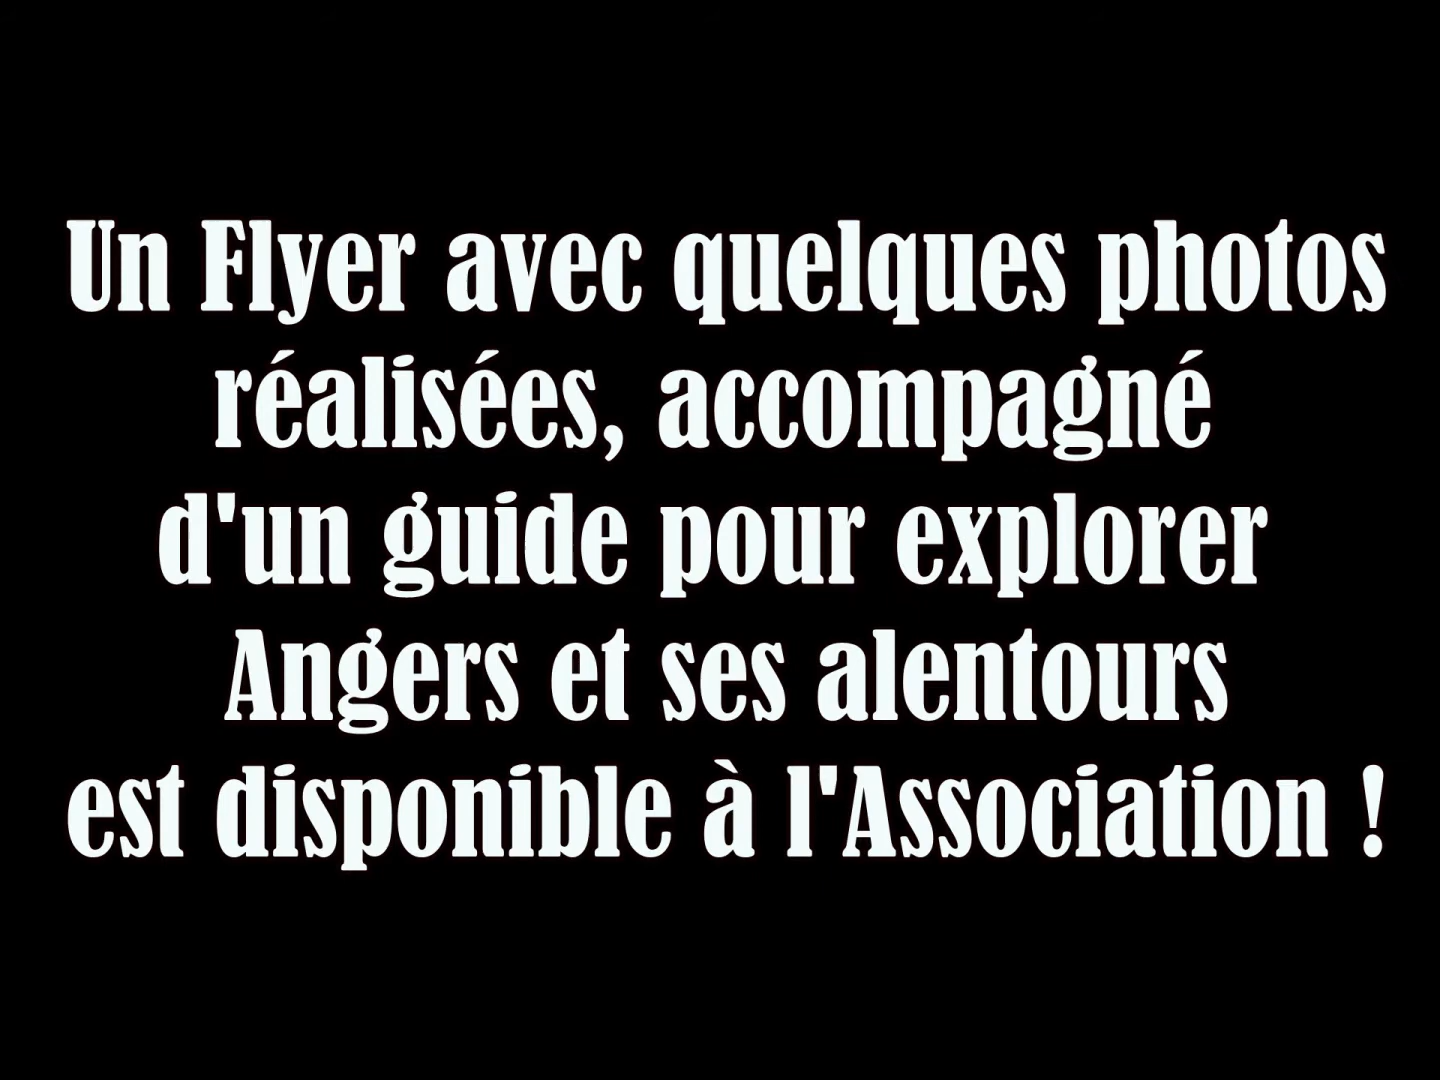 Un Flyer avec quelques photos
réalisées, accompagné
d'un guide pour explorer
Angers et ses alentours
est disponible à l'Association !